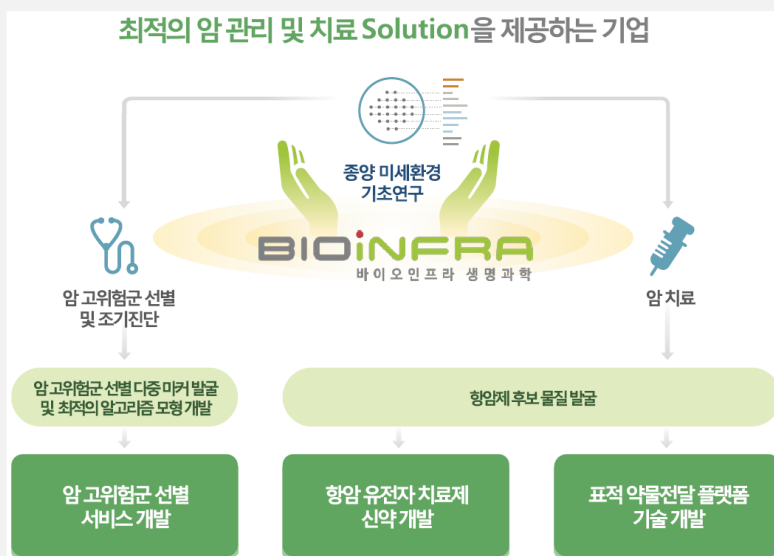 최적의 암 관리 및 치료 Solution을 제공하는 기업
종양 미세환경
기초연구
BIOiNFRA
바이오인프라 생명과학
암 고위험군 선별
및 조기진단
암 치료
암 고위험군 선별 다중 마커 발굴
및 최적의 알고리즘 모형 개발
항암제 후보 물질 발굴
암 고위험군 선별
서비스 개발
항암 유전자 치료제
신약 개발
표적 약물전달 플랫폼
기술 개발